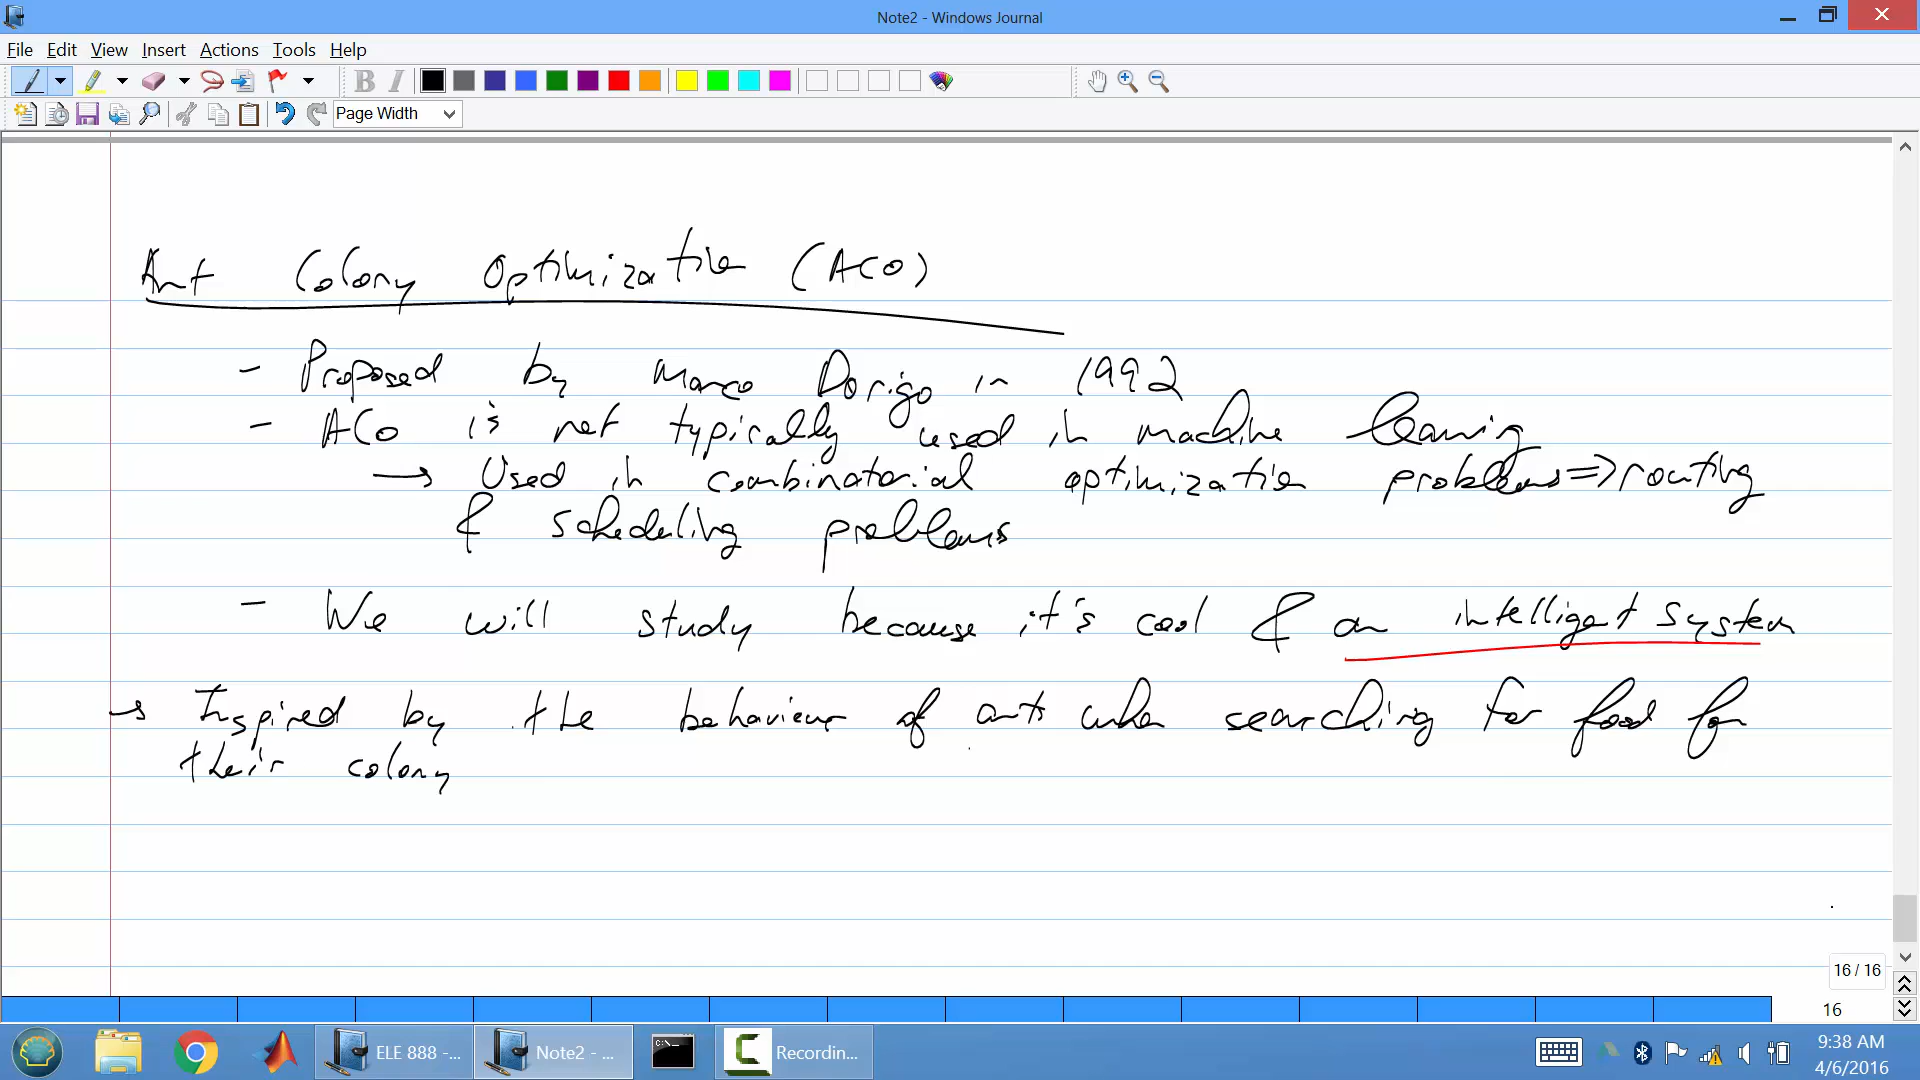 Note2 - Windows Journal
File Edit View Insert Actions Tools Help
Page Width
Ant Colony Optimization (ACO)
- Proposed by Marco Dorigo in 1992
- ACO is not typically used in machine learning
→ Used in combinatorial optimization problems => routing
& scheduling problems
- We will study because it's cool & an intelligent system
→ Inspired by the behaviour of ants when searching for food for
their colony
16 / 16
16
ELE 888 -...
Note2 - ...
Recordin...
9:38 AM
4/6/2016